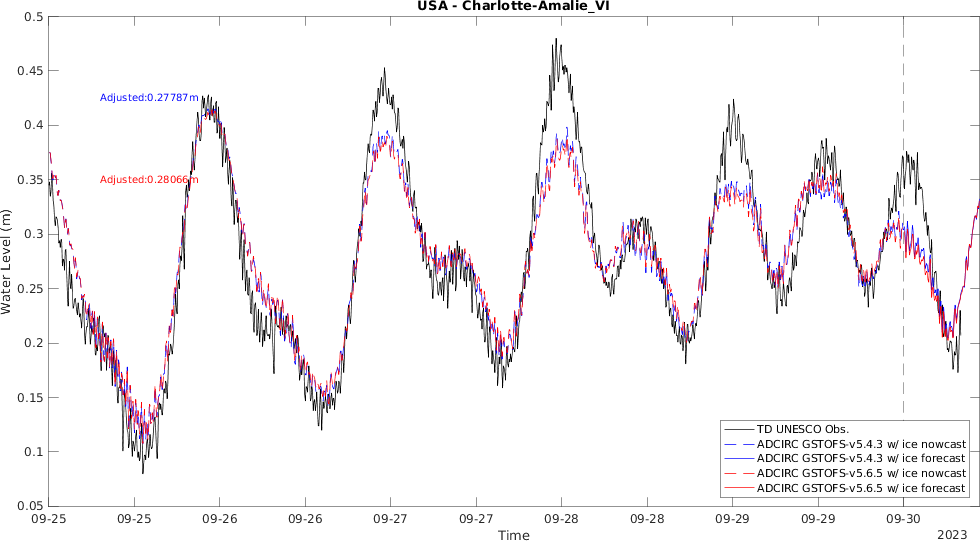 USA - Charlotte-Amalie_VI
0.5
0.45
0.4
0.35
0.3
0.25
0.2
0.15
0.1
0.05
Water Level (m)
Adjusted:0.27787m
Adjusted:0.28066m
TD UNESCO Obs.
ADCIRC GSTOFS-v5.4.3 w/ ice nowcast
ADCIRC GSTOFS-v5.4.3 w/ ice forecast
ADCIRC GSTOFS-v5.6.5 w/ ice nowcast
ADCIRC GSTOFS-v5.6.5 w/ ice forecast
09-25 09-25 09-26 09-26 09-27 09-27 09-28 09-28 09-29 09-29 09-30
Time
2023